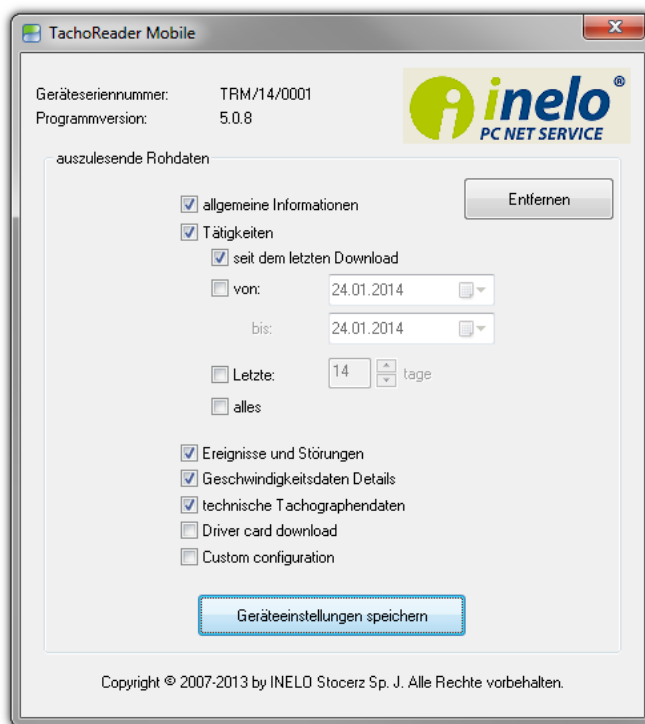 TachoReader Mobile
Geräteseriennummer: TRM/14/0001
Programmversion: 5.0.8
inelo®
PC NET SERVICE
auszulesende Rohdaten
Entfernen
allgemeine Informationen
Tätigkeiten
seit dem letzten Download
von: 24.01.2014
bis: 24.01.2014
Letzte: 14 tage
alles
Ereignisse und Störungen
Geschwindigkeitsdaten Details
technische Tachographendaten
Driver card download
Custom configuration
Geräteeinstellungen speichern
Copyright © 2007-2013 by INELO Stocerz Sp. J. Alle Rechte vorbehalten.